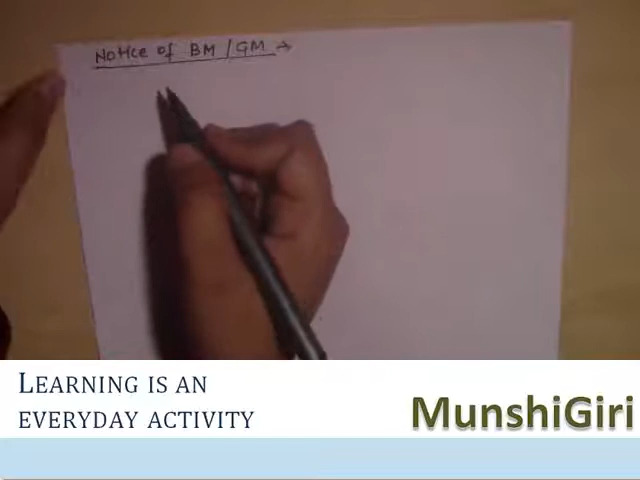 Notice of BM / GM →
LEARNING IS AN
EVERYDAY ACTIVITY
MunshiGiri